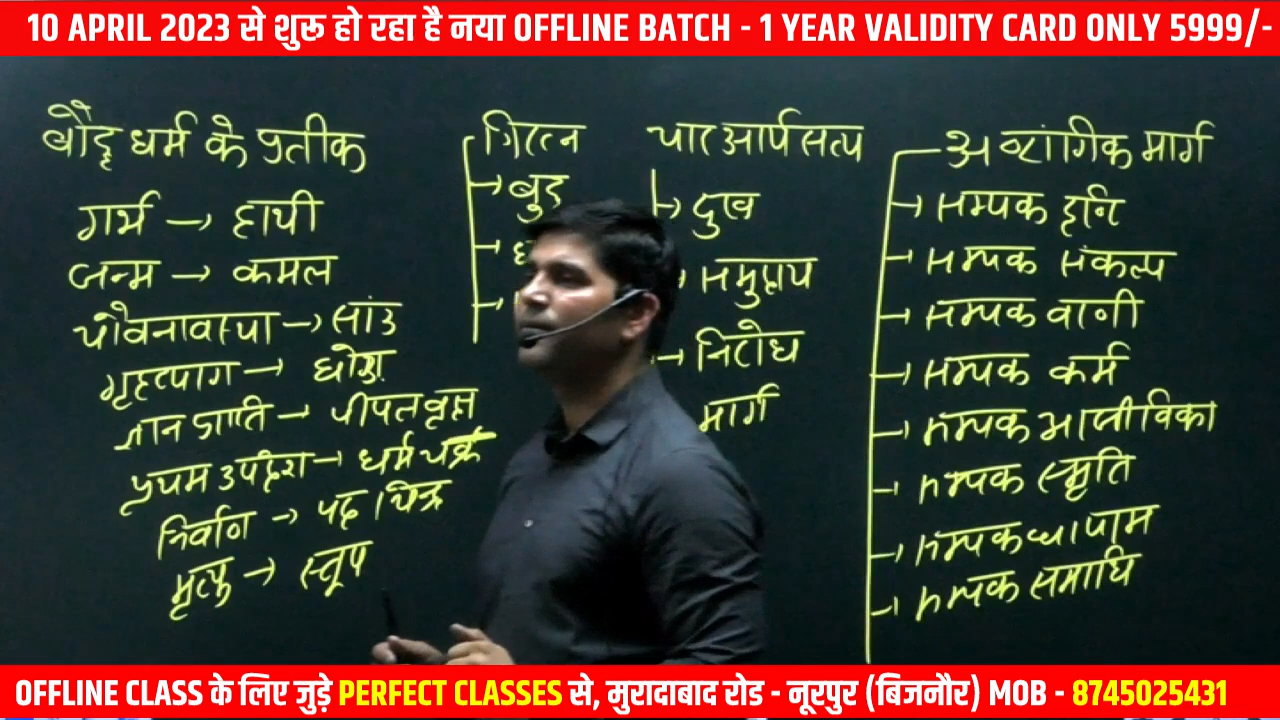 10 APRIL 2023 से शुरू हो रहा है नया OFFLINE BATCH - 1 YEAR VALIDITY CARD ONLY 5999/-
बौद्ध धर्म के प्रतीक
गर्भ → हाथी
जन्म → कमल
यौवनावस्था → सांड
गृहत्याग → घोड़ा
ज्ञान प्राप्ति → पीपल वृक्ष
प्रथम उपदेश → धर्म चक्र
निर्वाण → पद चिन्ह
मृत्यु → स्तूप
त्रिरत्न
→ बुद्ध
चार आर्य सत्य
→ दुख
→ समुदाय
→ निरोध
मार्ग
अष्टांगिक मार्ग
→ सम्यक दृष्टि
→ सम्यक संकल्प
→ सम्यक वाणी
→ सम्यक कर्म
→ सम्यक आजीविका
→ सम्यक स्मृति
→ सम्यक व्यायाम
→ सम्यक समाधि
OFFLINE CLASS के लिए जुड़े PERFECT CLASSES से, मुरादाबाद रोड - नूरपुर (बिजनौर) MOB - 8745025431